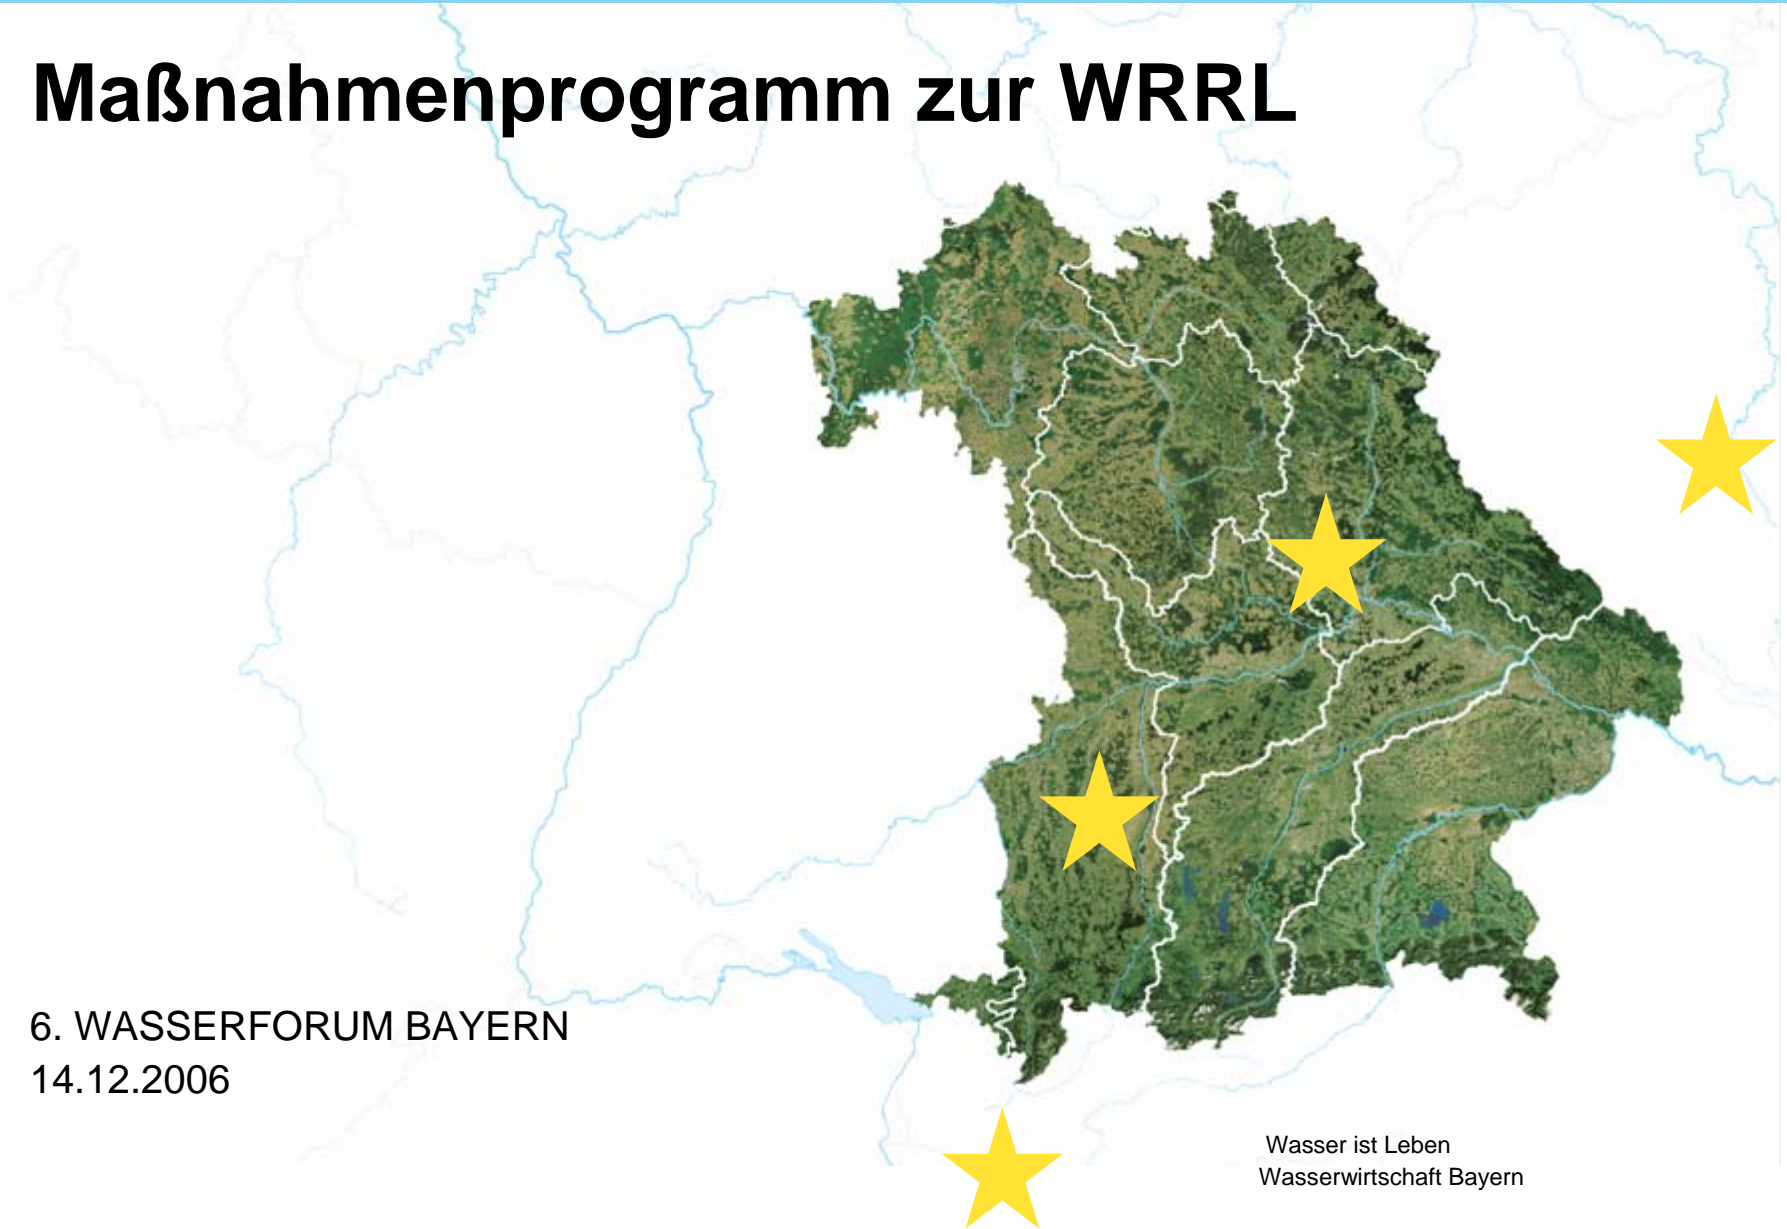 Maßnahmenprogramm zur WRRL
6. WASSERFORUM BAYERN
14.12.2006
Wasser ist Leben
Wasserwirtschaft Bayern